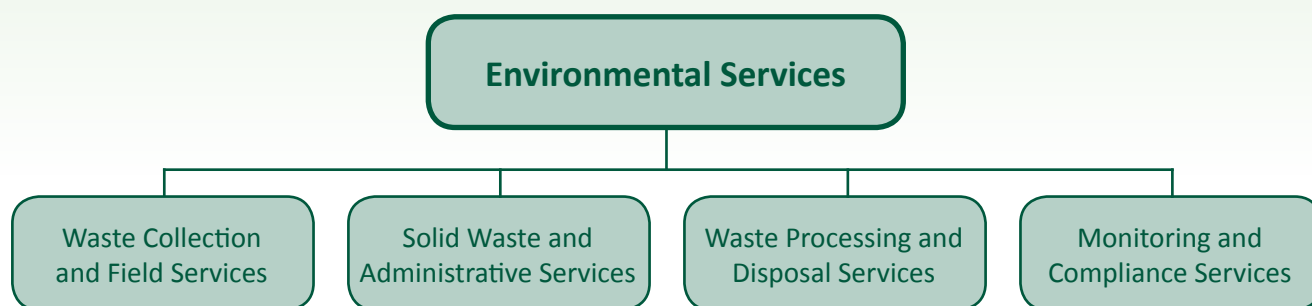 Environmental Services
Waste Collection
and Field Services
Solid Waste and
Administrative Services
Waste Processing and
Disposal Services
Monitoring and
Compliance Services